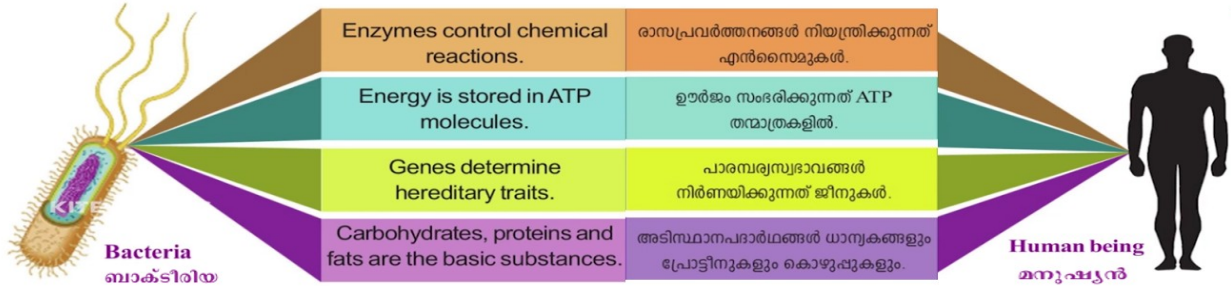 Enzymes control chemical
reactions.
രാസപ്രവർത്തനങ്ങൾ നിയന്ത്രിക്കുന്നത്
എൻസൈമുകൾ.
Energy is stored in ATP
molecules.
ഊർജം സംഭരിക്കുന്നത് ATP
തന്മാത്രകളിൽ.
Genes determine
hereditary traits.
പാരമ്പര്യസ്വഭാവങ്ങൾ
നിർണയിക്കുന്നത് ജീനുകൾ.
Carbohydrates, proteins and
fats are the basic substances.
അടിസ്ഥാനപദാർഥങ്ങൾ ധാന്യകങ്ങളും
പ്രോട്ടീനുകളും കൊഴുപ്പുകളും.
KITE
Bacteria
ബാക്ടീരിയ
Human being
മനുഷ്യൻ